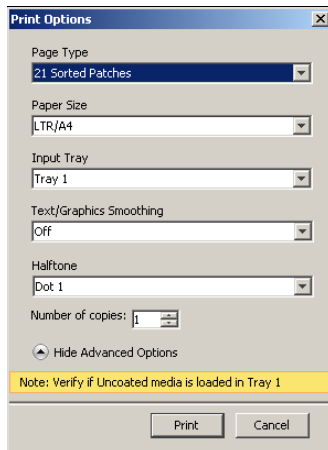 Print Options
Page Type
21 Sorted Patches
Paper Size
LTR/A4
Input Tray
Tray 1
Text/Graphics Smoothing
Off
Halftone
Dot 1
Number of copies: 1
Hide Advanced Options
Note: Verify if Uncoated media is loaded in Tray 1
Print Cancel